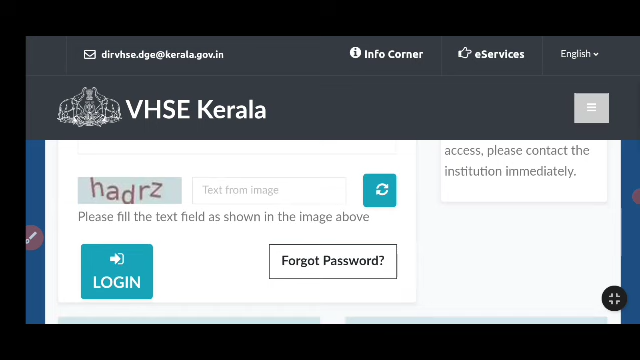 dirvhse.dge@kerala.gov.in
Info Corner
eServices
English
VHSE Kerala
access, please contact the
institution immediately.
hadrz
Text from image
Please fill the text field as shown in the image above
LOGIN
Forgot Password?